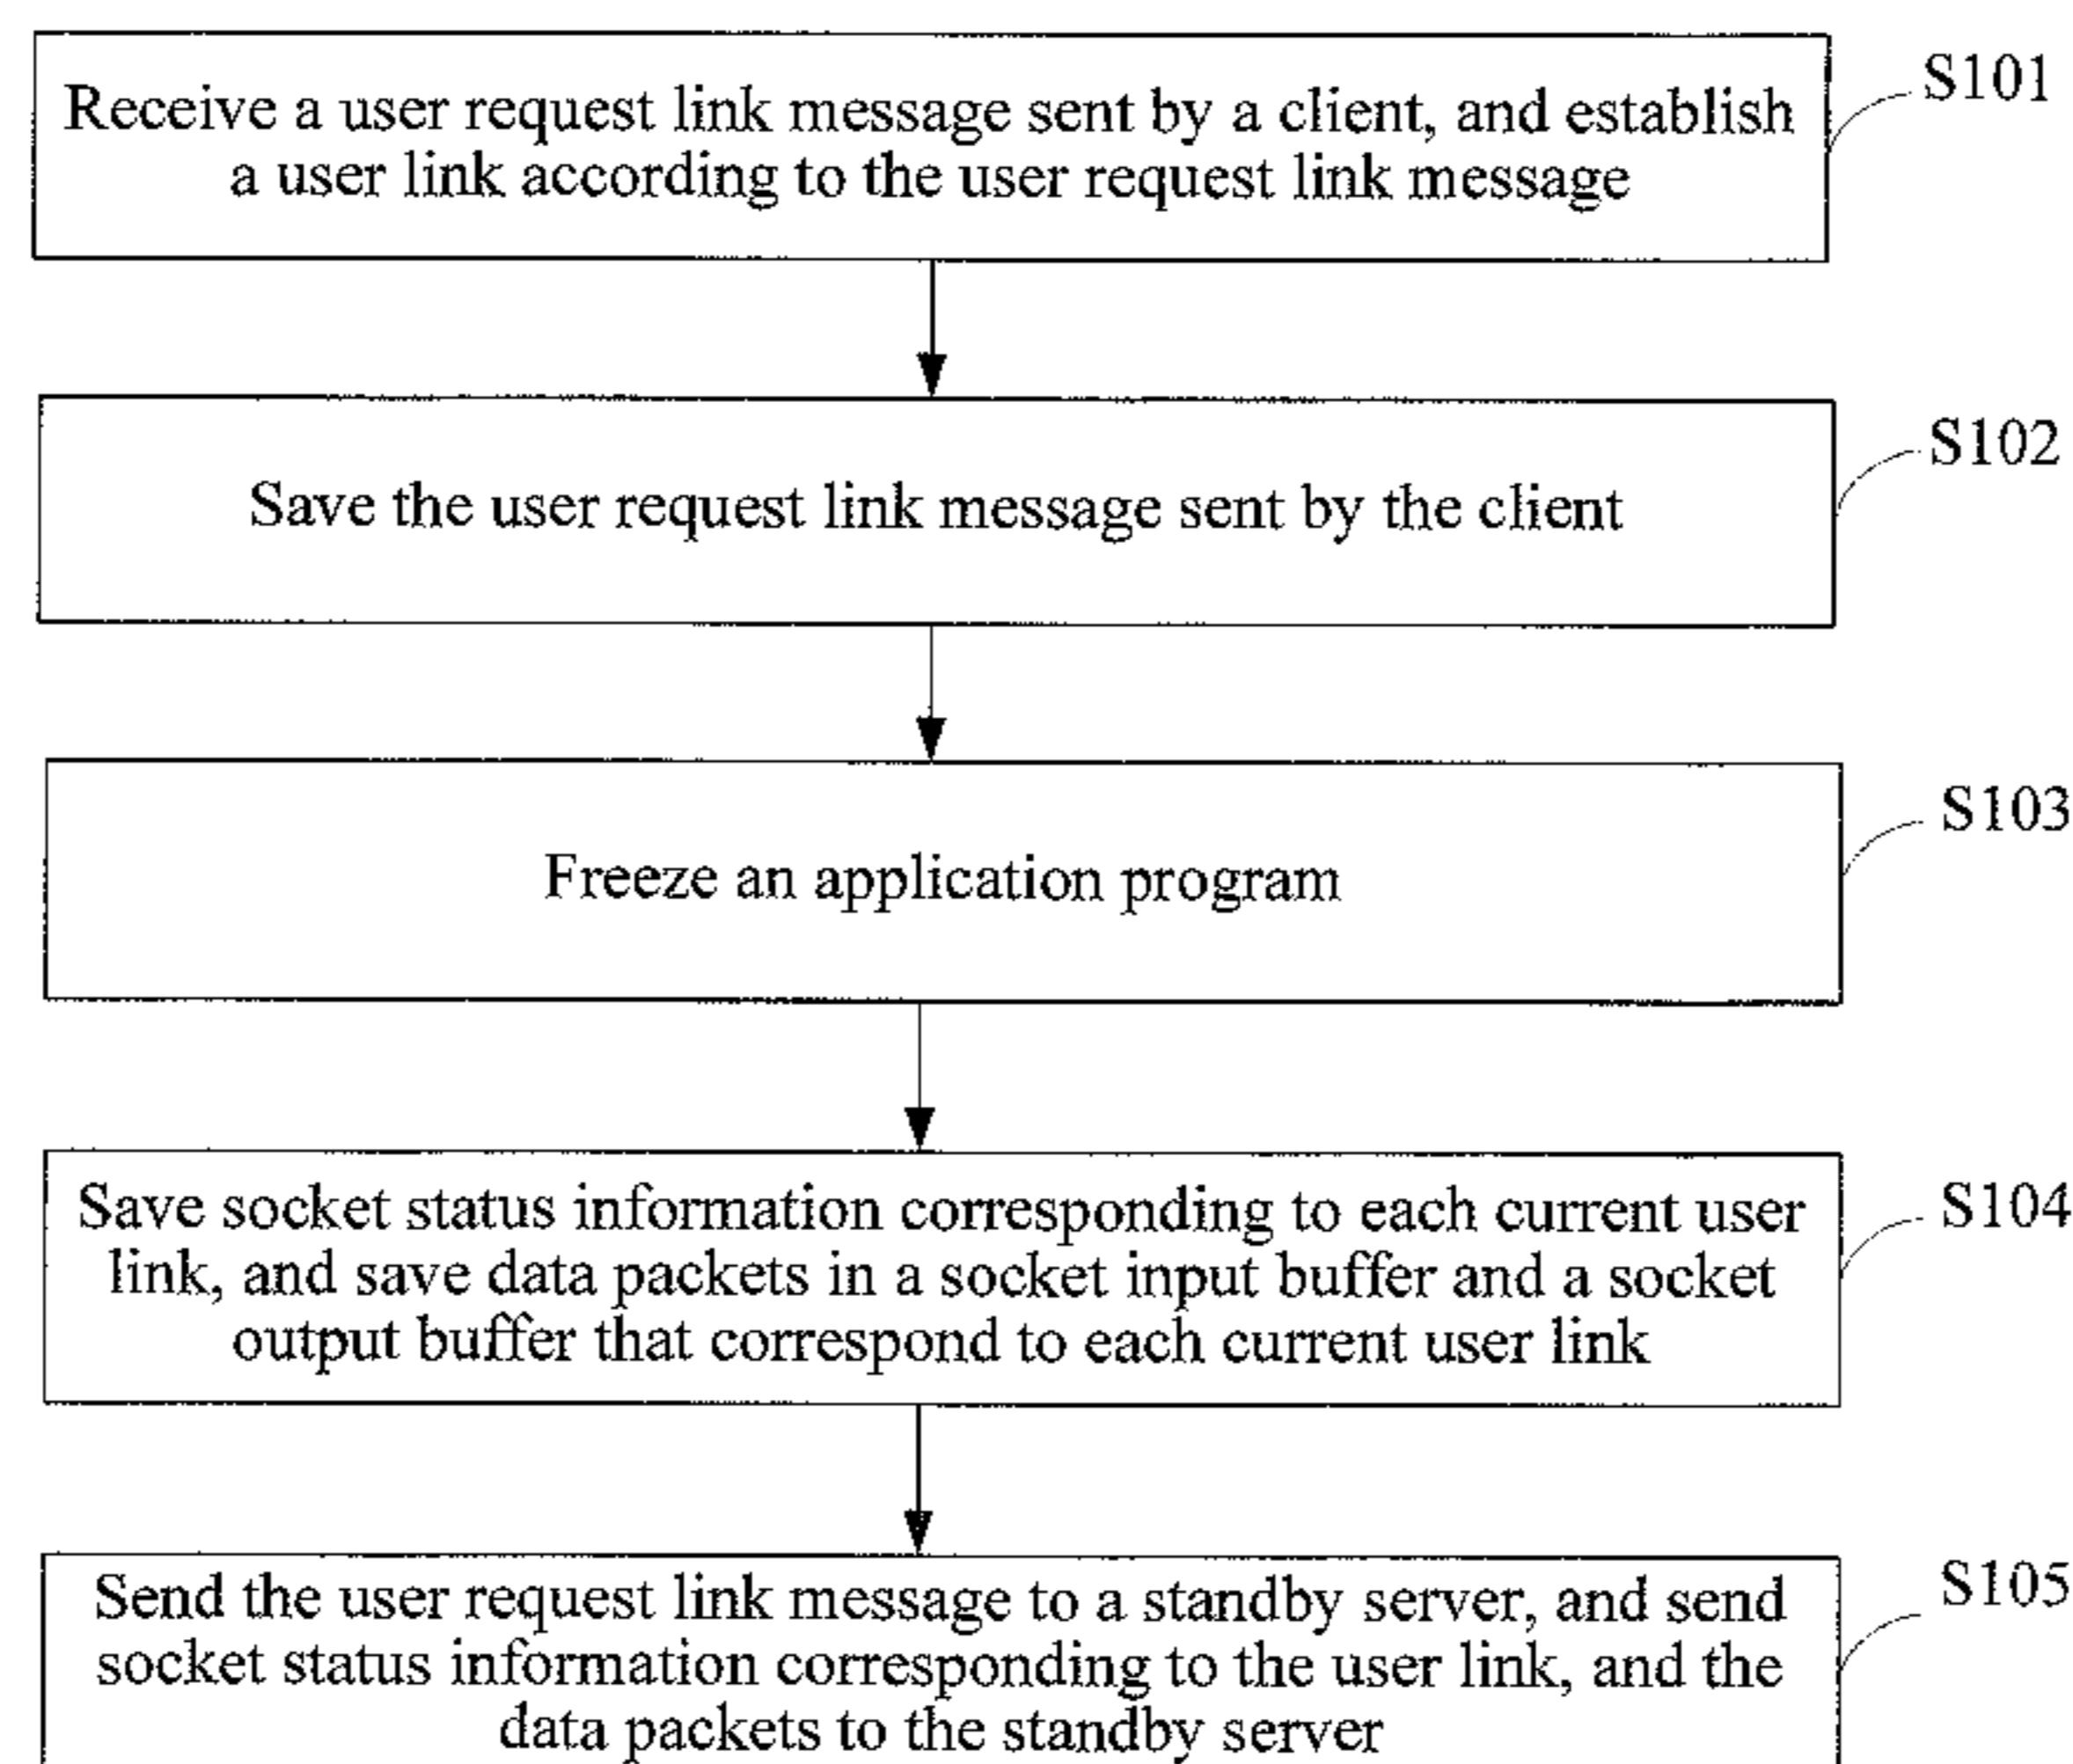 Receive a user request link message sent by a client, and establish
a user link according to the user request link message
S101
Save the user request link message sent by the client
S102
Freeze an application program
S103
Save socket status information corresponding to each current user
link, and save data packets in a socket input buffer and a socket
output buffer that correspond to each current user link
S104
Send the user request link message to a standby server, and send
socket status information corresponding to the user link, and the
data packets to the standby server
S105